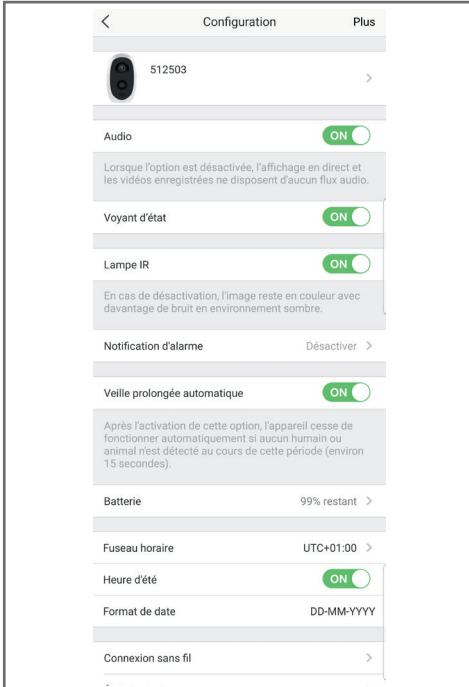 Configuration Plus
512503
Audio ON
Lorsque l'option est désactivée, l'affichage en direct et
les vidéos enregistrées ne disposent d'aucun flux audio.
Voyant d'état ON
Lampe IR ON
En cas de désactivation, l'image reste en couleur avec
davantage de bruit en environnement sombre.
Notification d'alarme Désactiver
Veille prolongée automatique ON
Après l'activation de cette option, l'appareil cesse de
fonctionner automatiquement si aucun humain ou
animal n'est détecté au cours de cette période (environ
15 secondes).
Batterie 99% restant
Fuseau horaire UTC+01:00
Heure d'été ON
Format de date DD-MM-YYYY
Connexion sans fil